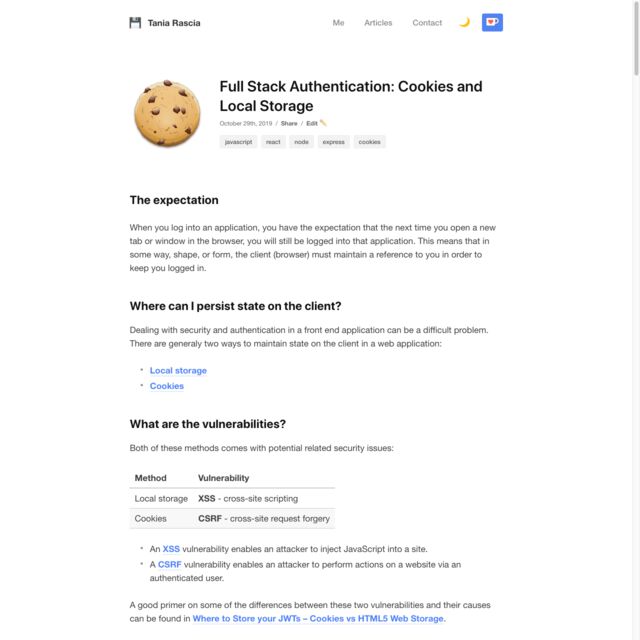 Tania Rascia
Me Articles Contact
Full Stack Authentication: Cookies and
Local Storage
October 29th, 2019 / Share / Edit
javascript react node express cookies
The expectation
When you log into an application, you have the expectation that the next time you open a new
tab or window in the browser, you will still be logged into that application. This means that in
some way, shape, or form, the client (browser) must maintain a reference to you in order to
keep you logged in.
Where can I persist state on the client?
Dealing with security and authentication in a front end application can be a difficult problem.
There are generaly two ways to maintain state on the client in a web application:
Local storage
Cookies
What are the vulnerabilities?
Both of these methods comes with potential related security issues:
Method Vulnerability
Local storage XSS - cross-site scripting
Cookies CSRF - cross-site request forgery
An XSS vulnerability enables an attacker to inject JavaScript into a site.
A CSRF vulnerability enables an attacker to perform actions on a website via an
authenticated user.
A good primer on some of the differences between these two vulnerabilities and their causes
can be found in Where to Store your JWTs – Cookies vs HTML5 Web Storage.